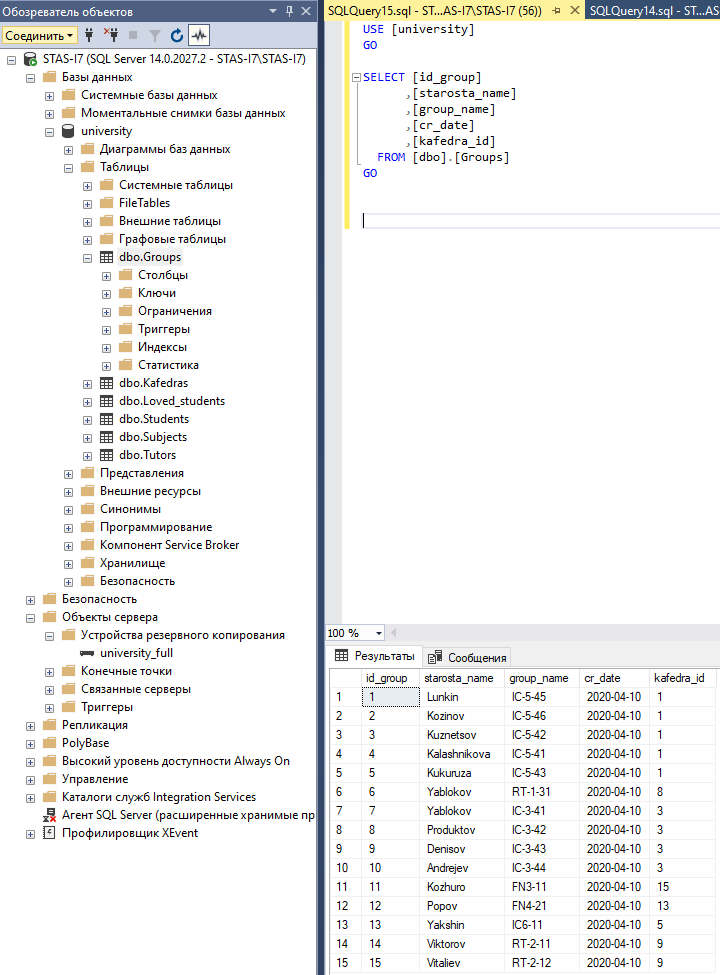 Обозреватель объектов
Соединить
STAS-I7 (SQL Server 14.0.2027.2 - STAS-I7\STAS-I7)
Базы данных
Системные базы данных
Моментальные снимки базы данных
university
Диаграммы баз данных
Таблицы
Системные таблицы
FileTables
Внешние таблицы
Графовые таблицы
dbo.Groups
Столбцы
Ключи
Ограничения
Триггеры
Индексы
Статистика
dbo.Kafedras
dbo.Loved_students
dbo.Students
dbo.Subjects
dbo.Tutors
Представления
Внешние ресурсы
Синонимы
Программирование
Компонент Service Broker
Хранилище
Безопасность
Безопасность
Объекты сервера
Устройства резервного копирования
university_full
Конечные точки
Связанные серверы
Триггеры
Репликация
PolyBase
Высокий уровень доступности Always On
Управление
Каталоги служб Integration Services
Агент SQL Server (расширенные хранимые пр
Профилировщик XEvent
SQLQuery15.sql - ST...AS-I7\STAS-I7 (56)) SQLQuery14.sql - ST...A
USE [university]
GO
SELECT [id_group]
,[starosta_name]
,[group_name]
,[cr_date]
,[kafedra_id]
FROM [dbo].[Groups]
GO
100 %
Результаты Сообщения
id_group starosta_name group_name cr_date kafedra_id
1 1 Lunkin IC-5-45 2020-04-10 1
2 2 Kozinov IC-5-46 2020-04-10 1
3 3 Kuznetsov IC-5-42 2020-04-10 1
4 4 Kalashnikova IC-5-41 2020-04-10 1
5 5 Kukuruza IC-5-43 2020-04-10 1
6 6 Yablokov RT-1-31 2020-04-10 8
7 7 Yablokov IC-3-41 2020-04-10 3
8 8 Produktov IC-3-42 2020-04-10 3
9 9 Denisov IC-3-43 2020-04-10 3
10 10 Andrejev IC-3-44 2020-04-10 3
11 11 Kozhuro FN3-11 2020-04-10 15
12 12 Popov FN4-21 2020-04-10 13
13 13 Yakshin IC6-11 2020-04-10 5
14 14 Viktorov RT-2-11 2020-04-10 9
15 15 Vitaliev RT-2-12 2020-04-10 9